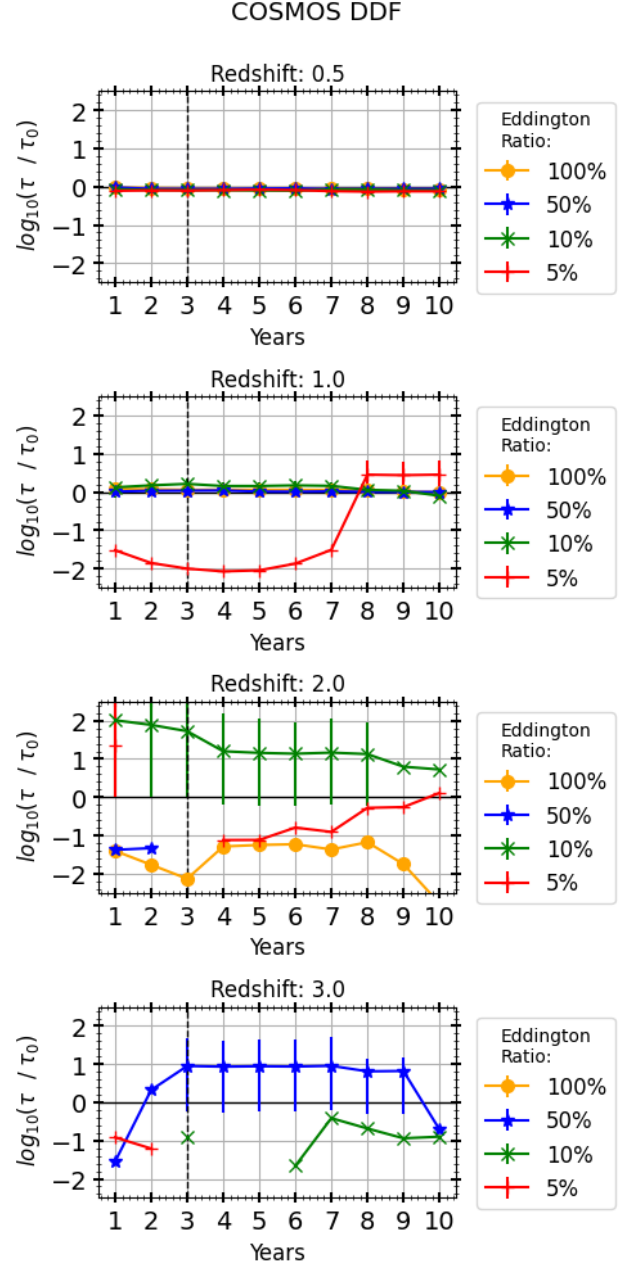 COSMOS DDF
Redshift: 0.5
log10(τ / τ0)
2
1
0
−1
−2
1 2 3 4 5 6 7 8 9 10
Years
Eddington
Ratio:
100%
50%
10%
5%
Redshift: 1.0
log10(τ / τ0)
2
1
0
−1
−2
1 2 3 4 5 6 7 8 9 10
Years
Eddington
Ratio:
100%
50%
10%
5%
Redshift: 2.0
log10(τ / τ0)
2
1
0
−1
−2
1 2 3 4 5 6 7 8 9 10
Years
Eddington
Ratio:
100%
50%
10%
5%
Redshift: 3.0
log10(τ / τ0)
2
1
0
−1
−2
1 2 3 4 5 6 7 8 9 10
Years
Eddington
Ratio:
100%
50%
10%
5%